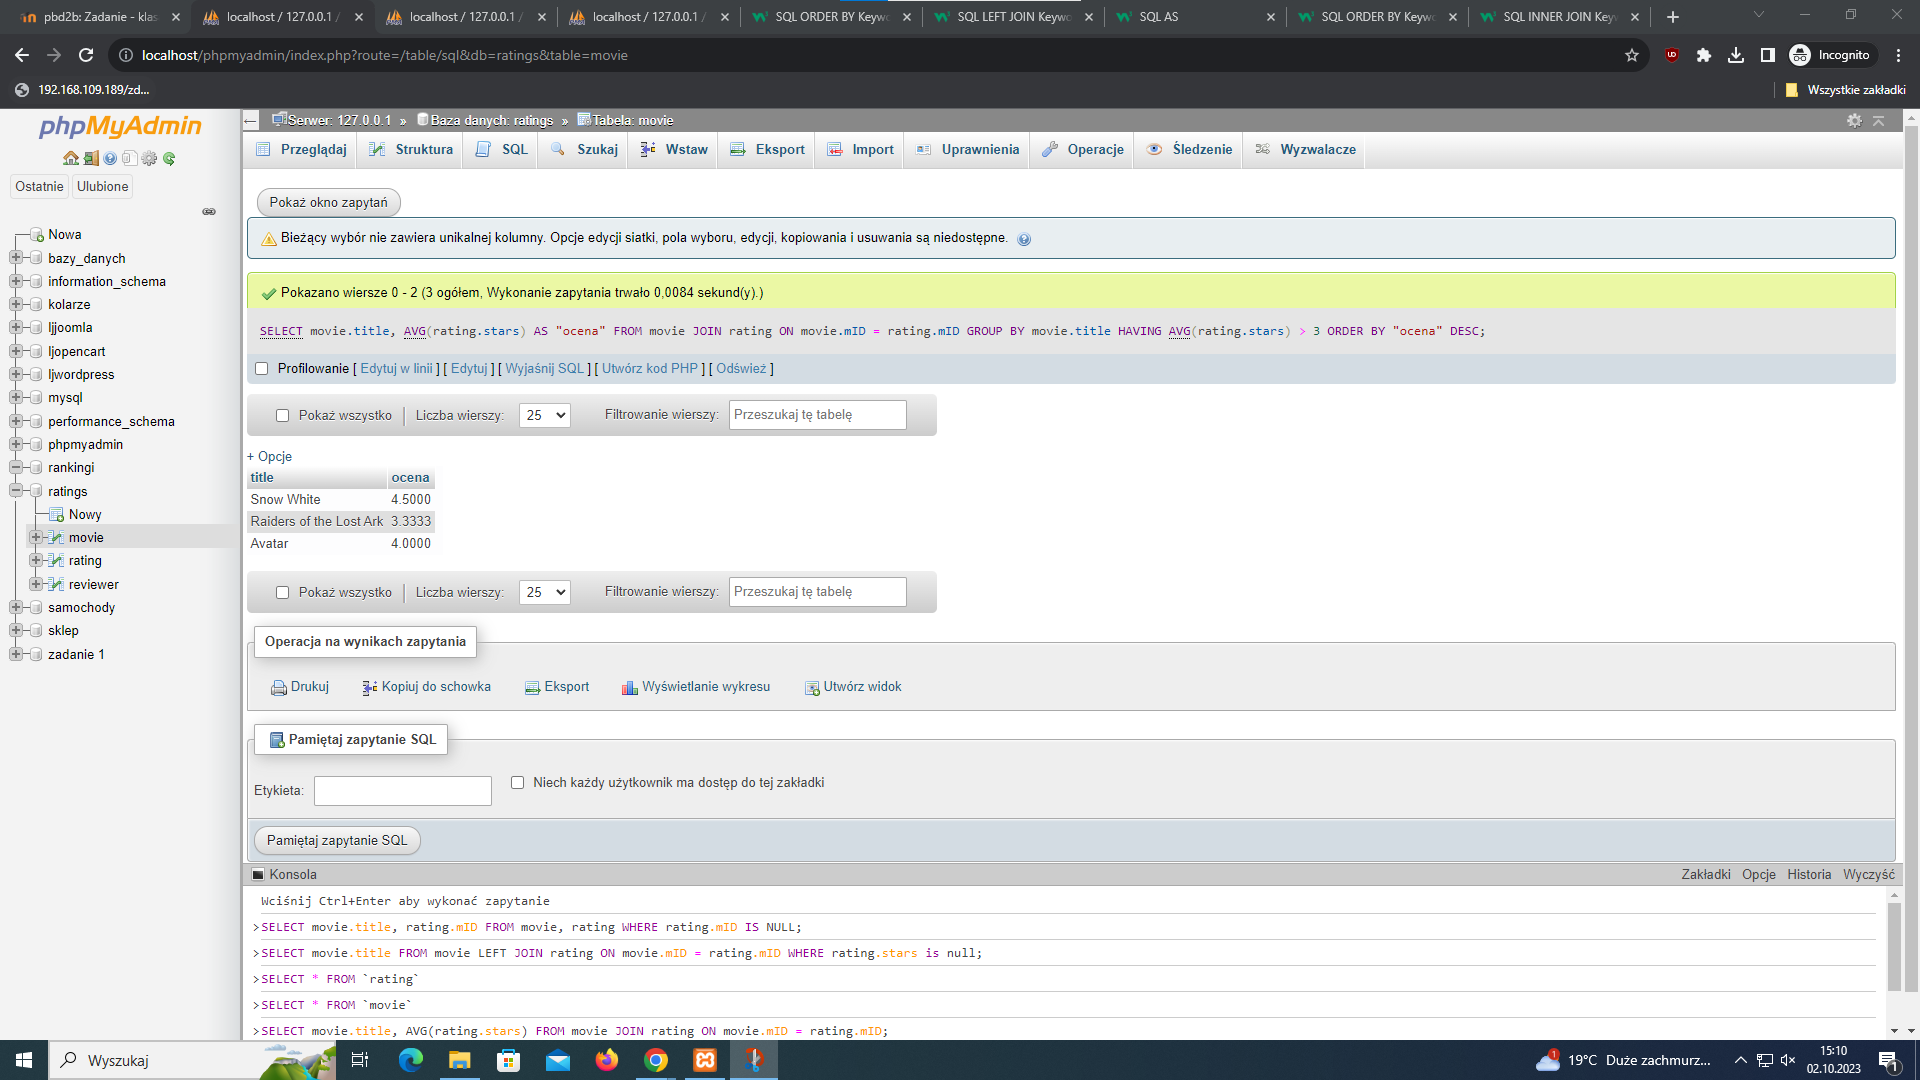 pbd2b: Zadanie - klas
localhost / 127.0.0.1 /
localhost / 127.0.0.1 /
localhost / 127.0.0.1 /
SQL ORDER BY Keywo
SQL LEFT JOIN Keywo
SQL AS
SQL ORDER BY Keywo
SQL INNER JOIN Key
localhost/phpmyadmin/index.php?route=/table/sql&db=ratings&table=movie
Incognito
192.168.109.189/zd...
Wszystkie zakładki
phpMyAdmin
Ostatnie
Ulubione
Nowa
bazy_danych
information_schema
kolarze
ljjoomla
ljopencart
ljwordpress
mysql
performance_schema
phpmyadmin
rankingi
ratings
Nowy
movie
rating
reviewer
samochody
sklep
zadanie 1
Serwer: 127.0.0.1 » Baza danych: ratings » Tabela: movie
Przeglądaj
Struktura
SQL
Szukaj
Wstaw
Eksport
Import
Uprawnienia
Operacje
Śledzenie
Wyzwalacze
Pokaż okno zapytań
Bieżący wybór nie zawiera unikalnej kolumny. Opcje edycji siatki, pola wyboru, edycji, kopiowania i usuwania są niedostępne.
Pokazano wiersze 0 - 2 (3 ogółem, Wykonanie zapytania trwało 0,0084 sekund(y).)
SELECT movie.title, AVG(rating.stars) AS "ocena" FROM movie JOIN rating ON movie.mID = rating.mID GROUP BY movie.title HAVING AVG(rating.stars) > 3 ORDER BY "ocena" DESC;
Profilowanie [ Edytuj w linii ] [ Edytuj ] [ Wyjaśnij SQL ] [ Utwórz kod PHP ] [ Odśwież ]
Pokaż wszystko | Liczba wierszy: 25 Filtrowanie wierszy: Przeszukaj tę tabelę
+ Opcje
title ocena
Snow White 4.5000
Raiders of the Lost Ark 3.3333
Avatar 4.0000
Pokaż wszystko | Liczba wierszy: 25 Filtrowanie wierszy: Przeszukaj tę tabelę
Operacja na wynikach zapytania
Drukuj
Kopiuj do schowka
Eksport
Wyświetlanie wykresu
Utwórz widok
Pamiętaj zapytanie SQL
Etykieta:
Niech każdy użytkownik ma dostęp do tej zakładki
Pamiętaj zapytanie SQL
Konsola
Zakładki Opcje Historia Wyczyść
Wciśnij Ctrl+Enter aby wykonać zapytanie
>SELECT movie.title, rating.mID FROM movie, rating WHERE rating.mID IS NULL;
>SELECT movie.title FROM movie LEFT JOIN rating ON movie.mID = rating.mID WHERE rating.stars is null;
>SELECT * FROM `rating`
>SELECT * FROM `movie`
>SELECT movie.title, AVG(rating.stars) FROM movie JOIN rating ON movie.mID = rating.mID;
Wyszukaj
1
19°C Duże zachmurz...
15:10
02.10.2023
1